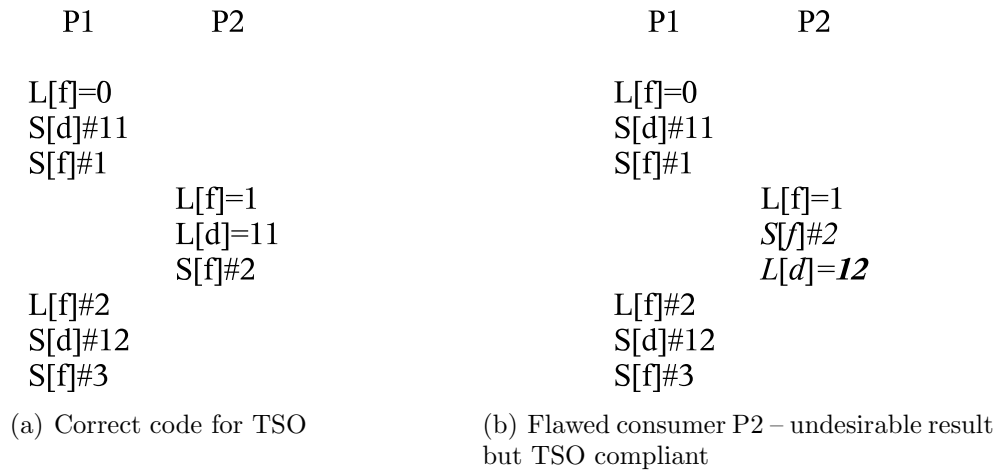 P1 P2
L[f]=0
S[d]#11
S[f]#1
L[f]=1
L[d]=11
S[f]#2
L[f]#2
S[d]#12
S[f]#3
(a) Correct code for TSO
P1 P2
L[f]=0
S[d]#11
S[f]#1
L[f]=1
S[f]#2
L[d]=12
L[f]#2
S[d]#12
S[f]#3
(b) Flawed consumer P2 – undesirable result
but TSO compliant